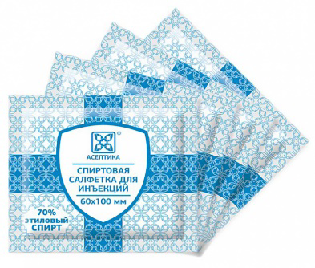 АСЕПТИКА®
СПИРТОВАЯ
САЛФЕТКА ДЛЯ
ИНЪЕКЦИЙ
60х100 мм
70%
ЭТИЛОВЫЙ
СПИРТ